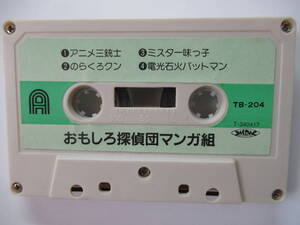 ❶アニメ三銃士 ❸ミスター味っ子
❷のらくろクン ❹電光石火バットマン
A
TB-204
おもしろ探偵団マンガ組
T-240417